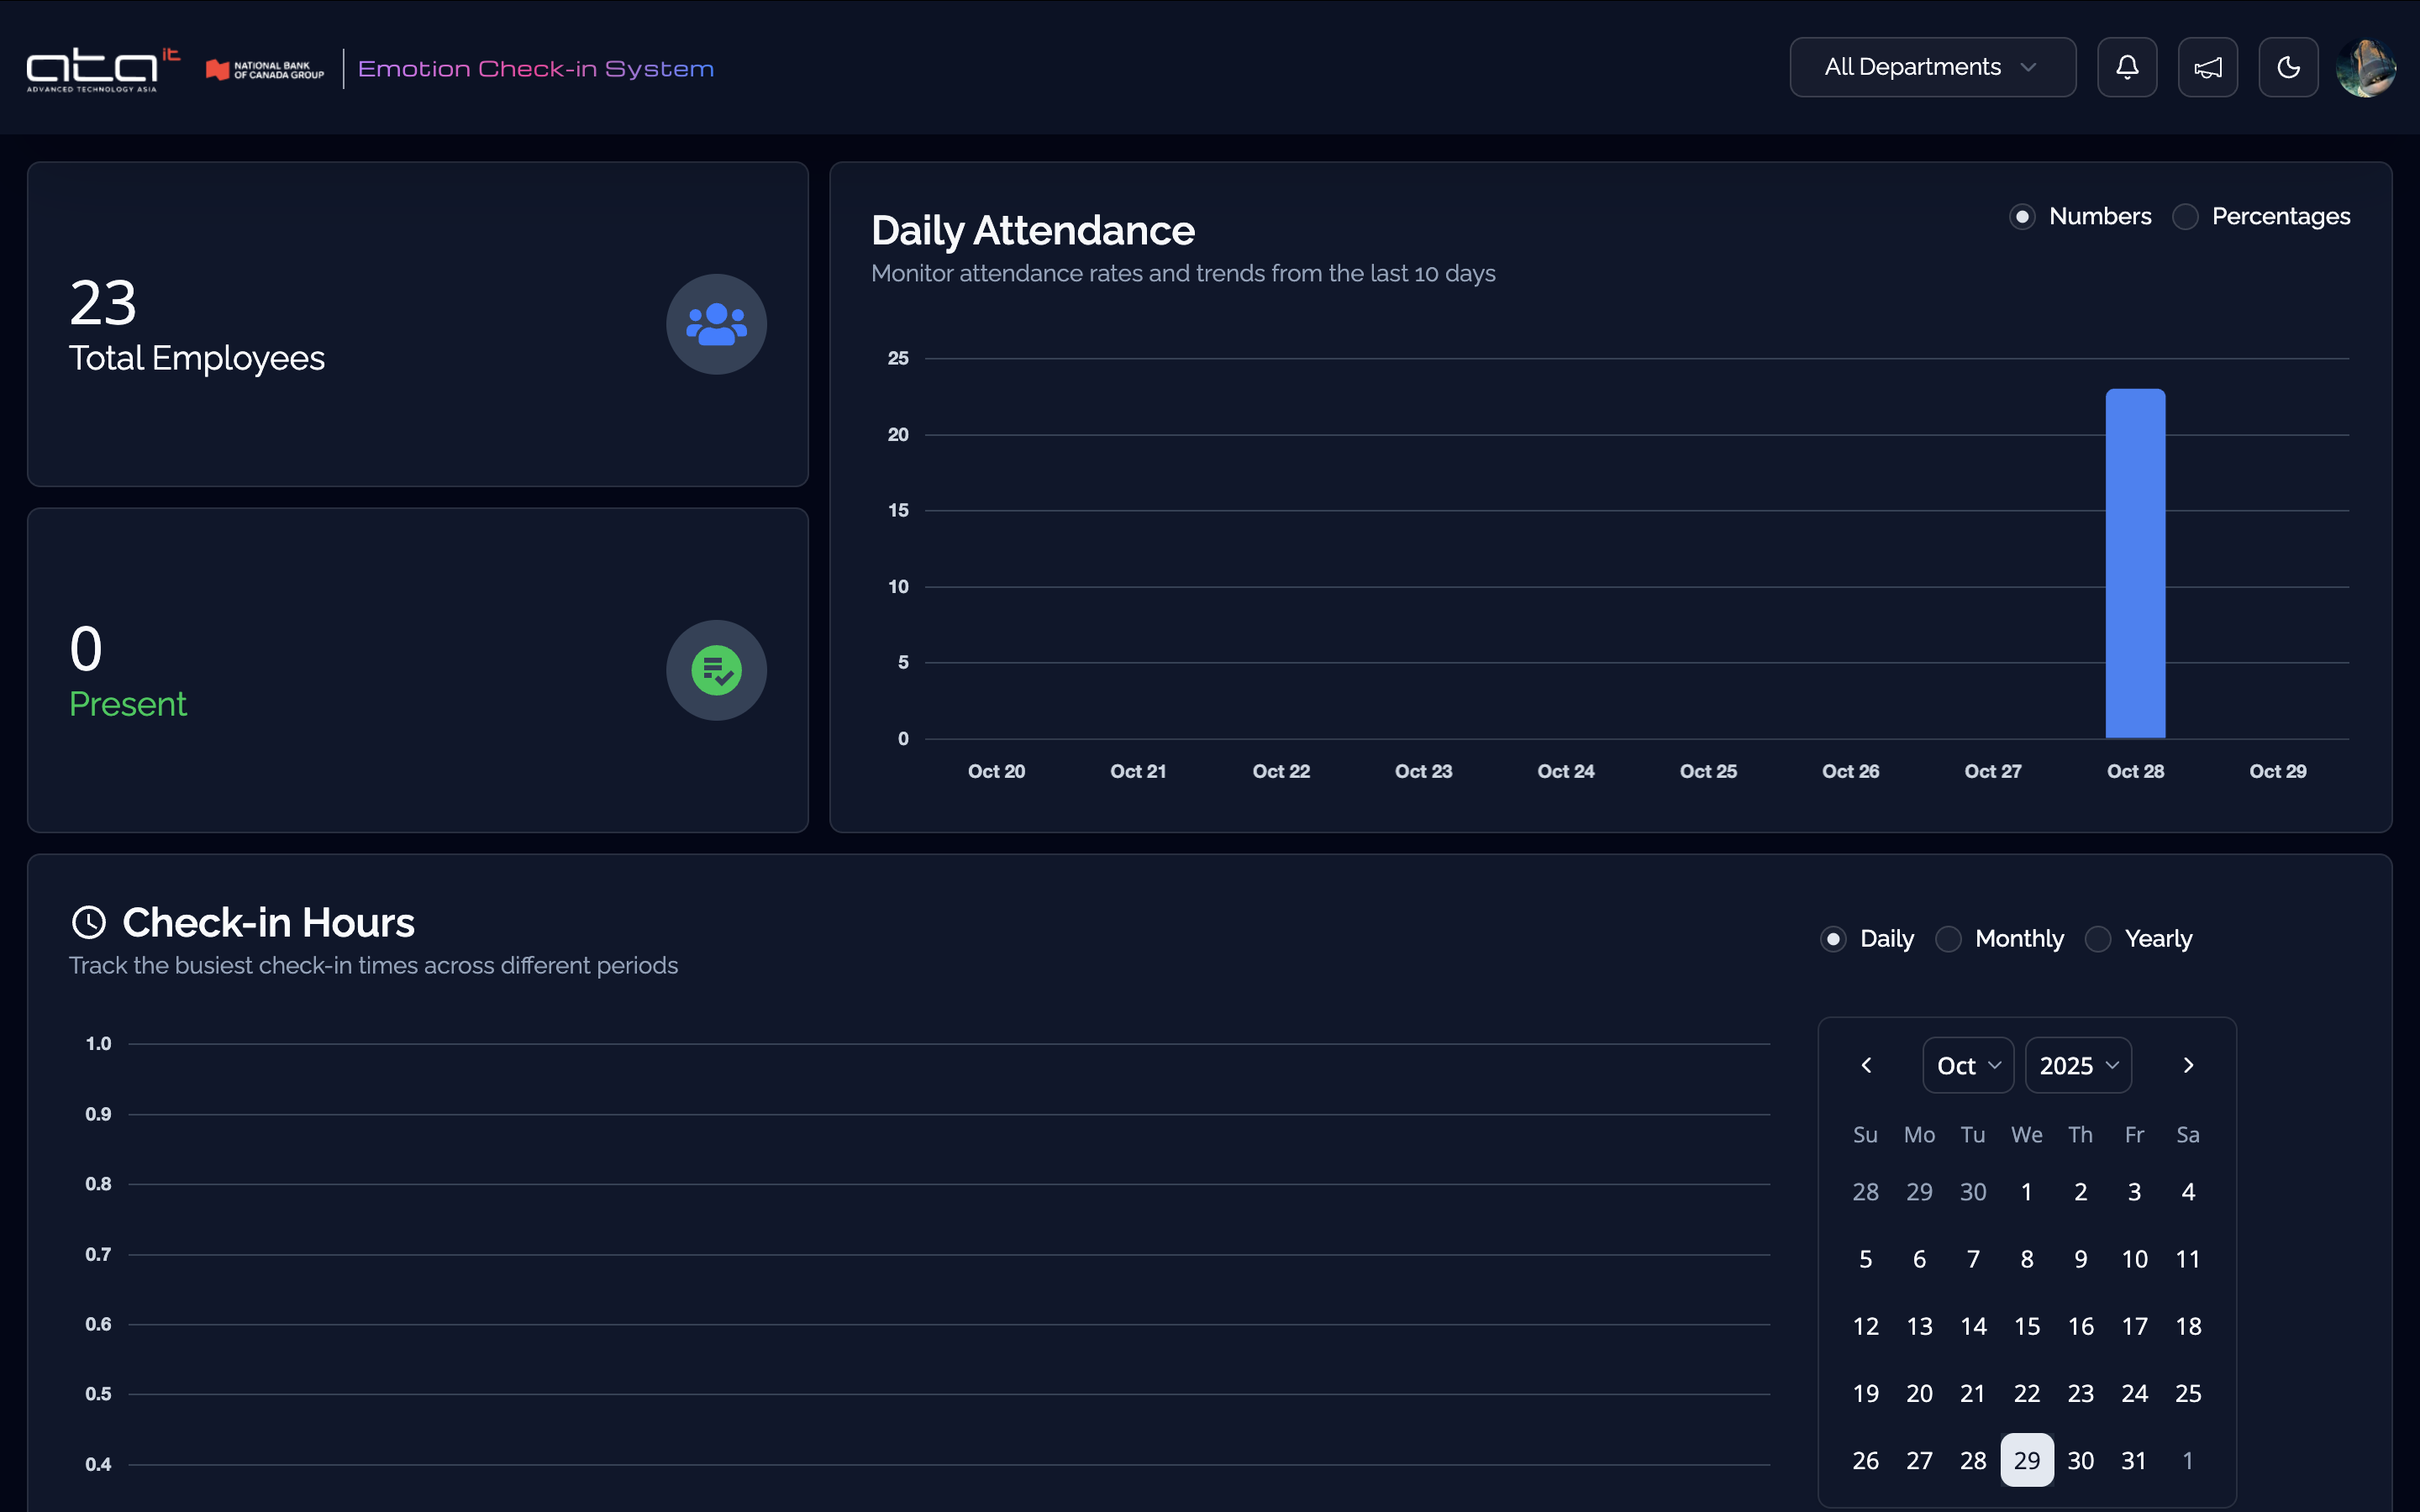 ata it
ADVANCED TECHNOLOGY ASIA
NATIONAL BANK
OF CANADA GROUP
Emotion Check-in System
All Departments
23
Total Employees
0
Present
Daily Attendance
Monitor attendance rates and trends from the last 10 days
Numbers Percentages
25
20
15
10
5
0
Oct 20 Oct 21 Oct 22 Oct 23 Oct 24 Oct 25 Oct 26 Oct 27 Oct 28 Oct 29
Check-in Hours
Track the busiest check-in times across different periods
1.0
0.9
0.8
0.7
0.6
0.5
0.4
Daily Monthly Yearly
Oct 2025
Su Mo Tu We Th Fr Sa
28 29 30 1 2 3 4
5 6 7 8 9 10 11
12 13 14 15 16 17 18
19 20 21 22 23 24 25
26 27 28 29 30 31 1